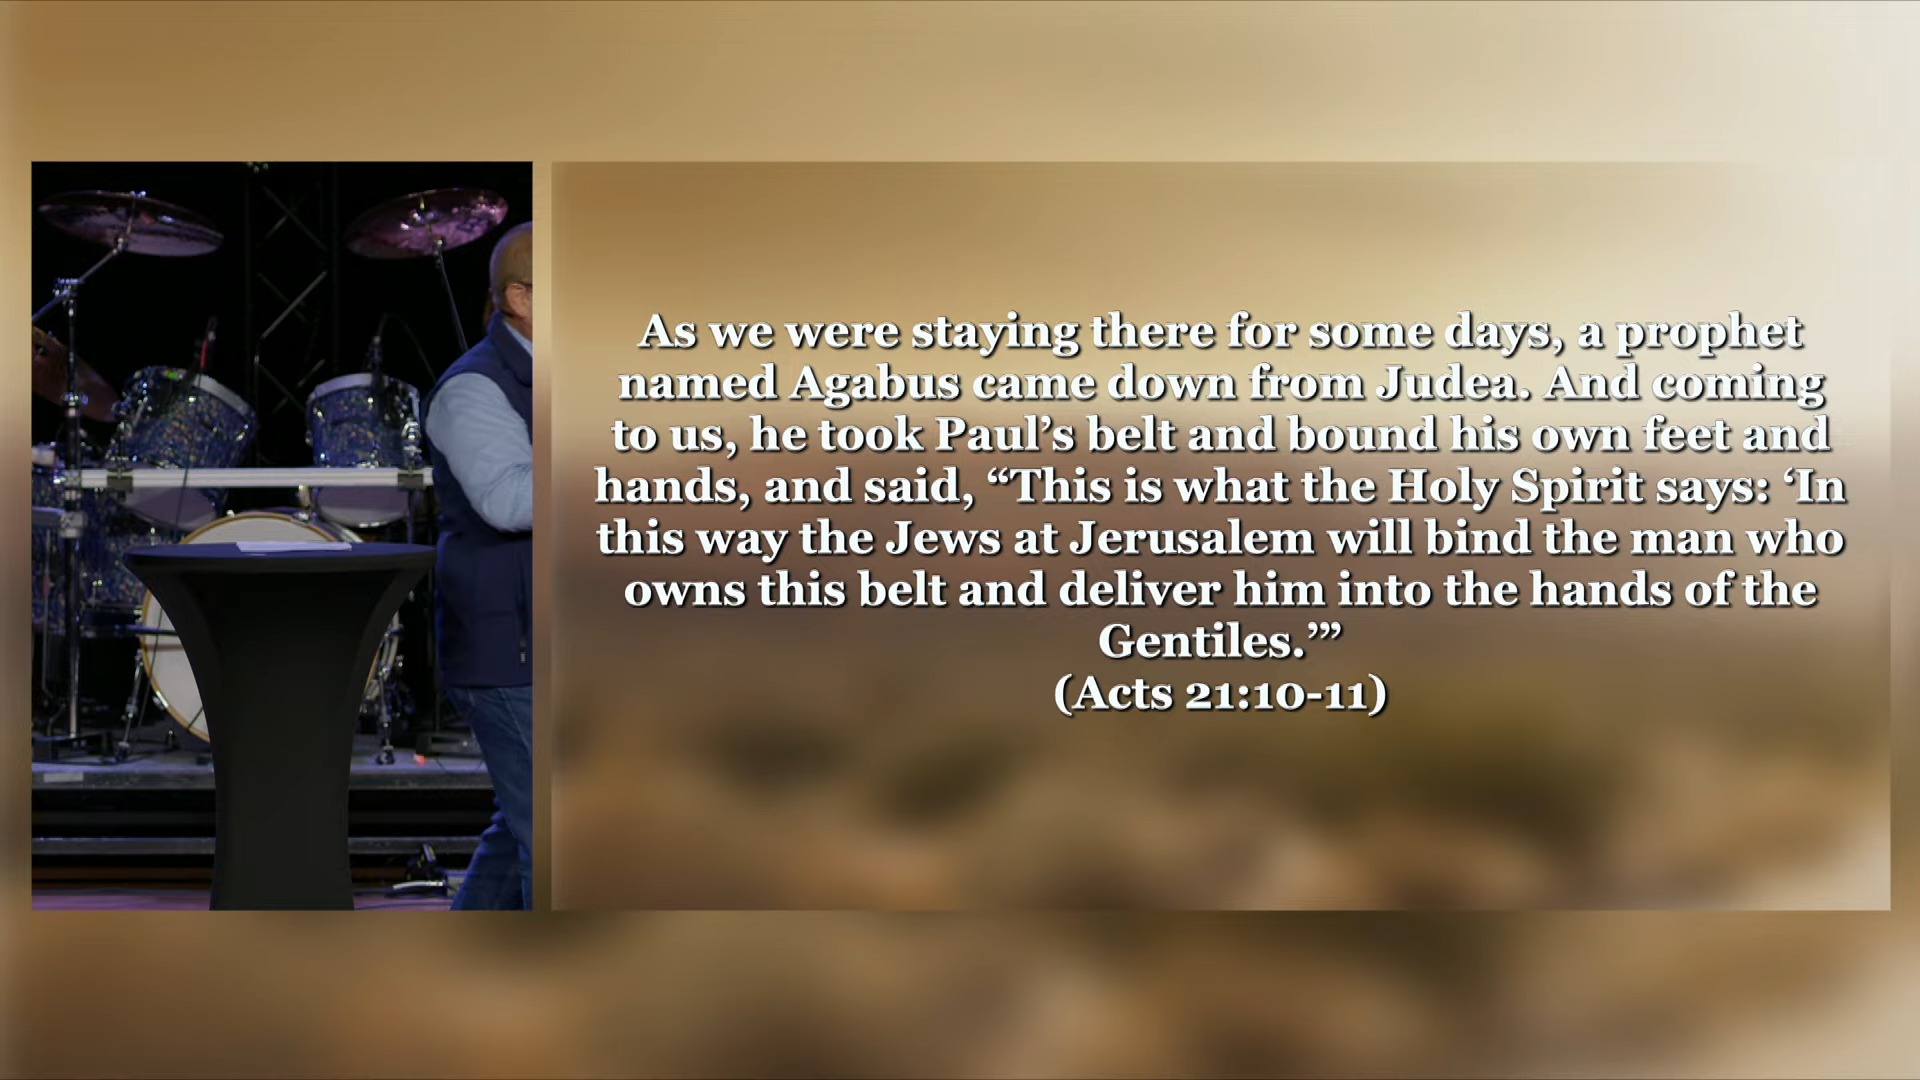 As we were staying there for some days, a prophet
named Agabus came down from Judea. And coming
to us, he took Paul’s belt and bound his own feet and
hands, and said, “This is what the Holy Spirit says: ‘In
this way the Jews at Jerusalem will bind the man who
owns this belt and deliver him into the hands of the
Gentiles.’”
(Acts 21:10-11)